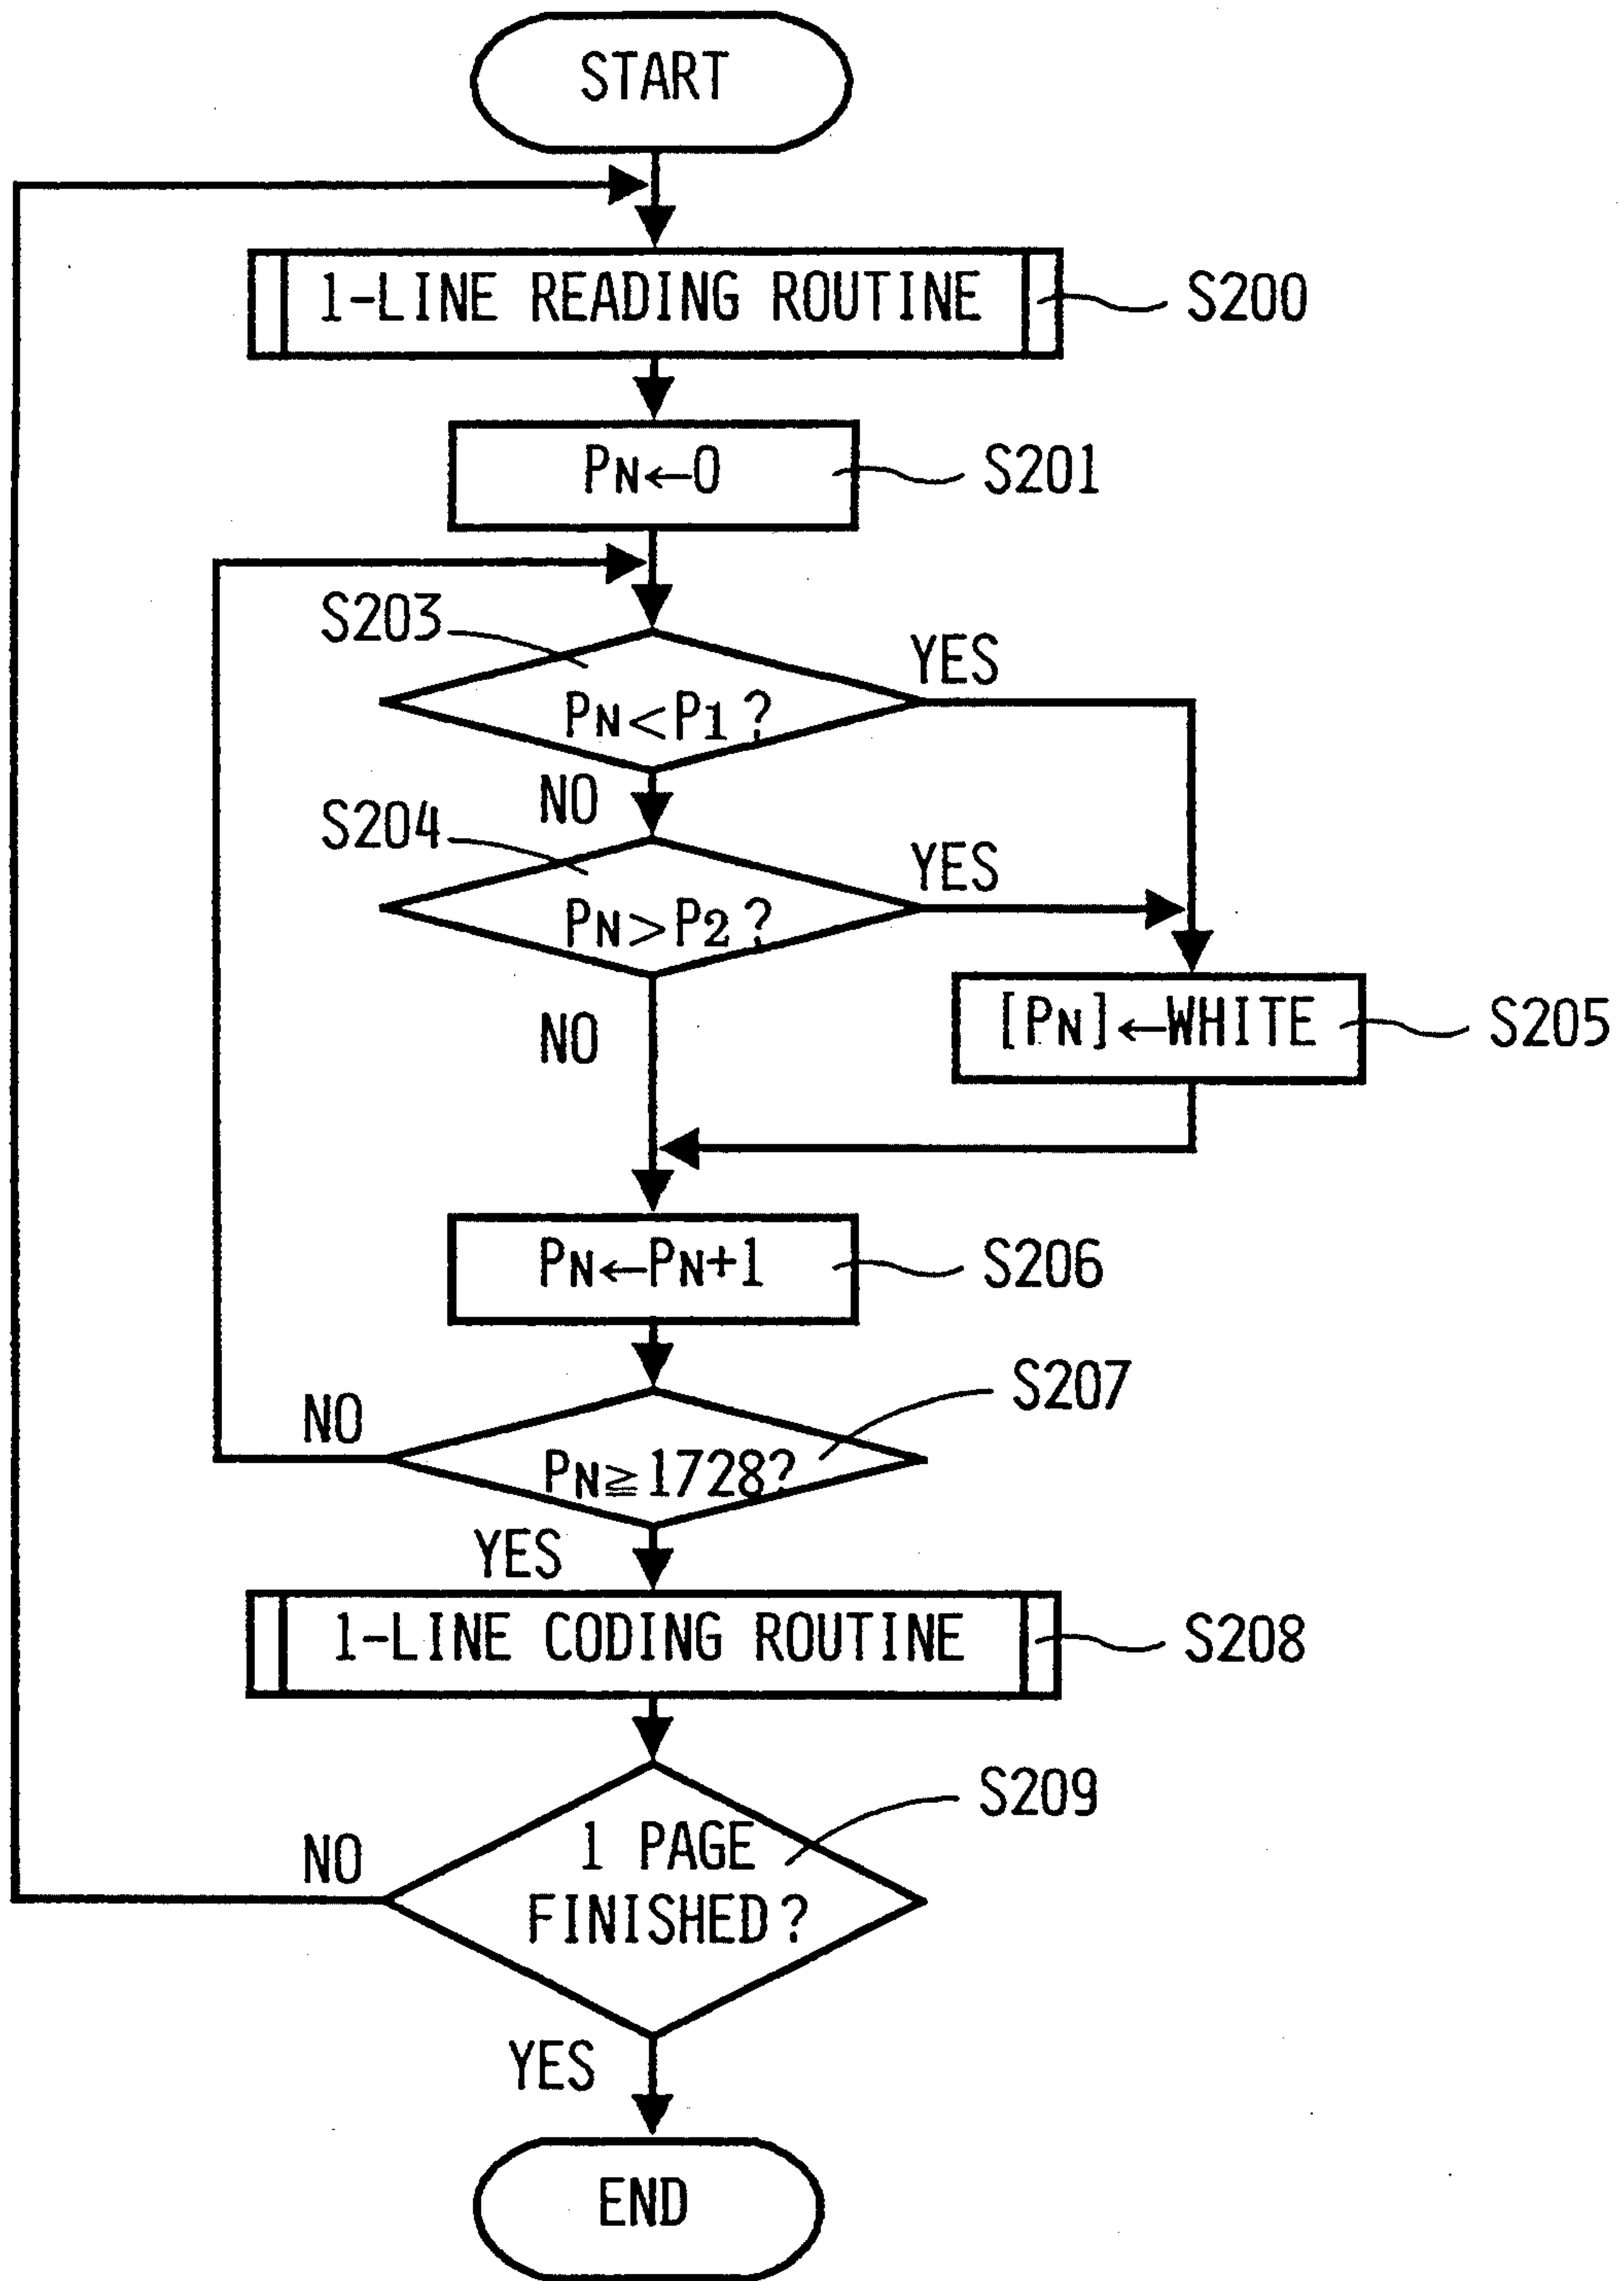 START
1-LINE READING ROUTINE
S200
PN←0
S201
S203
YES
PN<P1?
NO
S204
YES
PN>P2?
NO
[PN]←WHITE
S205
PN←PN+1
S206
S207
NO
PN≧1728?
YES
1-LINE CODING ROUTINE
S208
S209
NO
1 PAGE
FINISHED?
YES
END